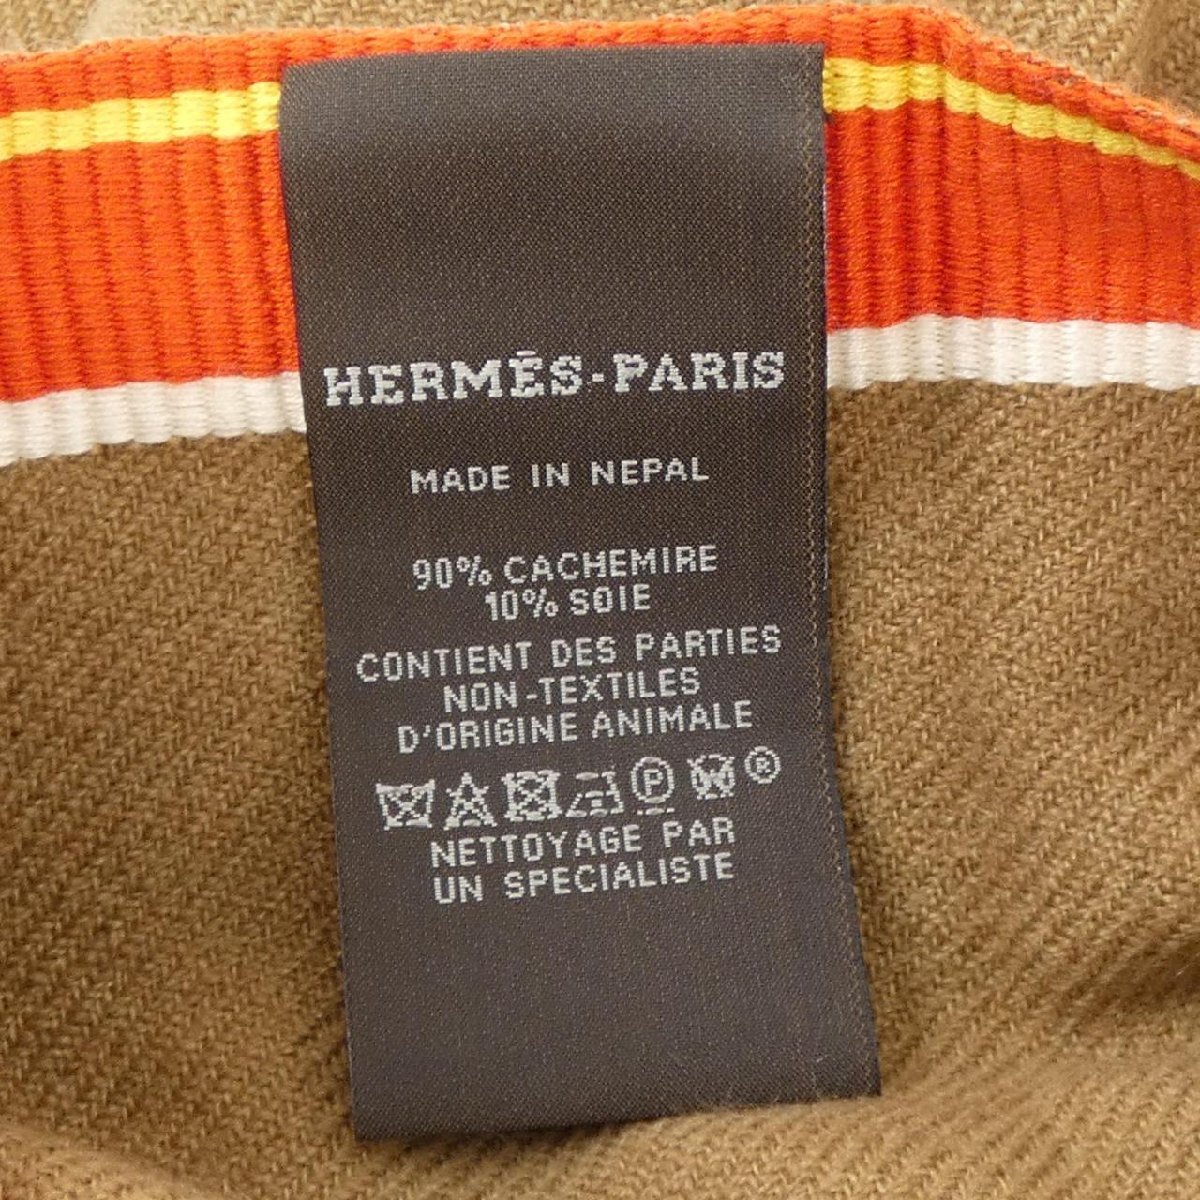 HERMÈS-PARIS
MADE IN NEPAL
90% CACHEMIRE
10% SOIE
CONTIENT DES PARTIES
NON-TEXTILES
D'ORIGINE ANIMALE
P W ®
NETTOYAGE PAR
UN SPECIALISTE